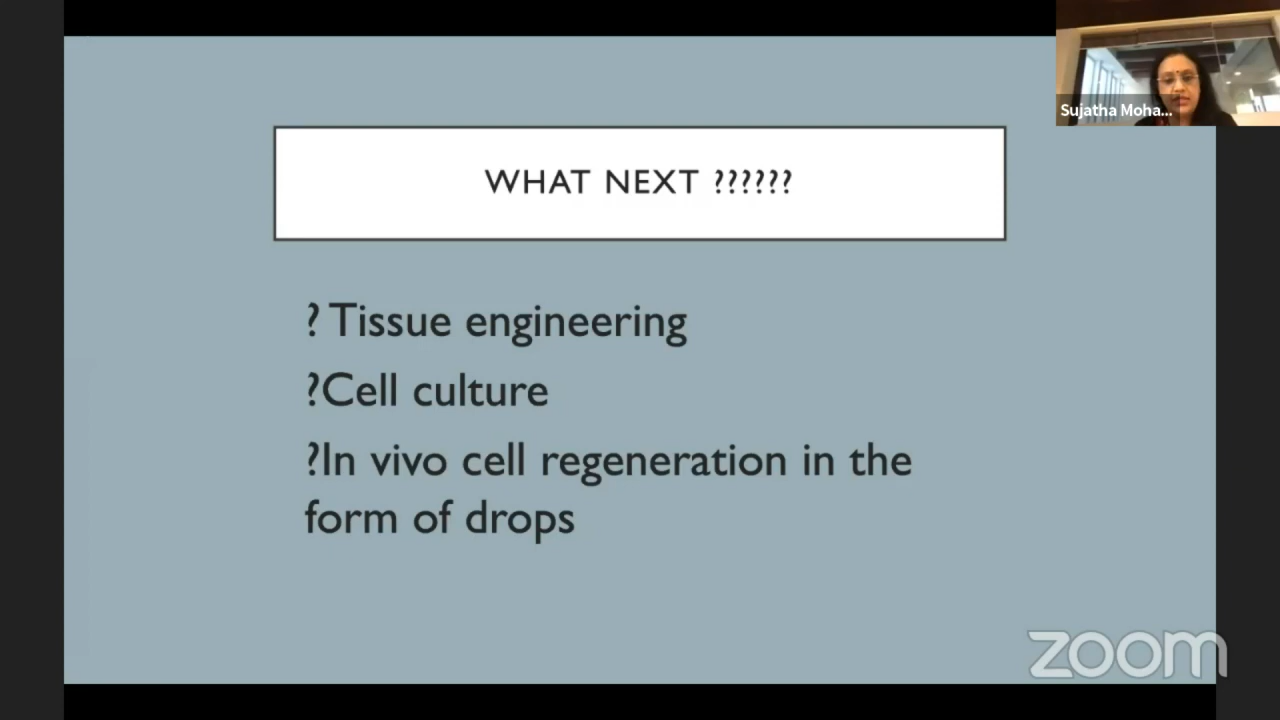 Sujatha Moha...
WHAT NEXT ??????
? Tissue engineering
?Cell culture
?In vivo cell regeneration in the
form of drops
zoom